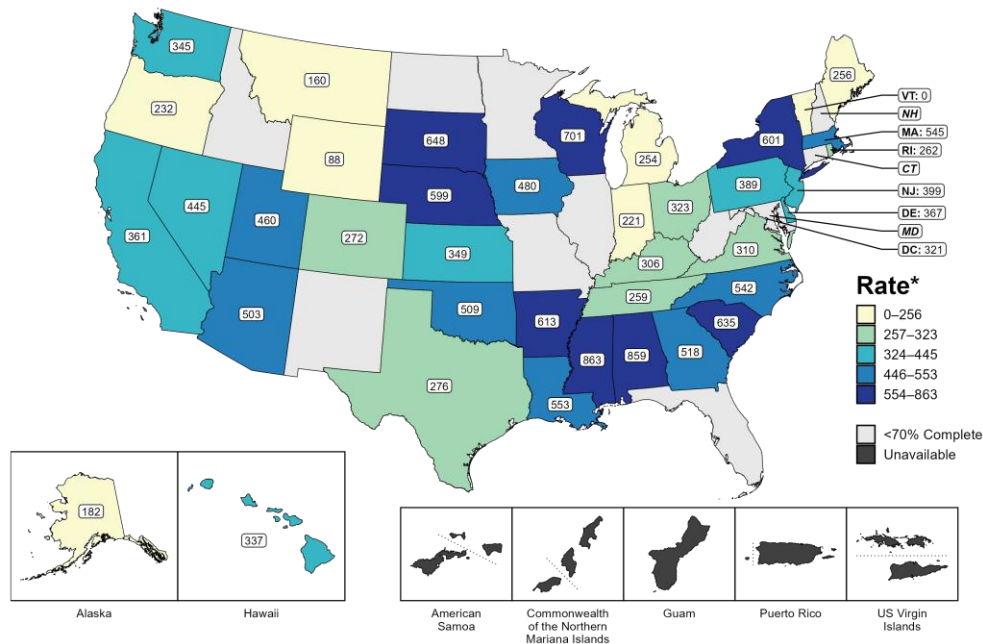 345
160
256
232
VT: 0
NH
648
701
601
MA: 545
88
254
RI: 262
480
CT
599
389
NJ: 399
445
323
DE: 367
460
221
MD
361
272
349
310
DC: 321
306
259
542
503
509
613
635
863
859
518
276
553
Rate*
0–256
257–323
324–445
446–553
554–863
<70% Complete
Unavailable
182
337
Alaska
Hawaii
American
Samoa
Commonwealth
of the Northern
Mariana Islands
Guam
Puerto Rico
US Virgin
Islands